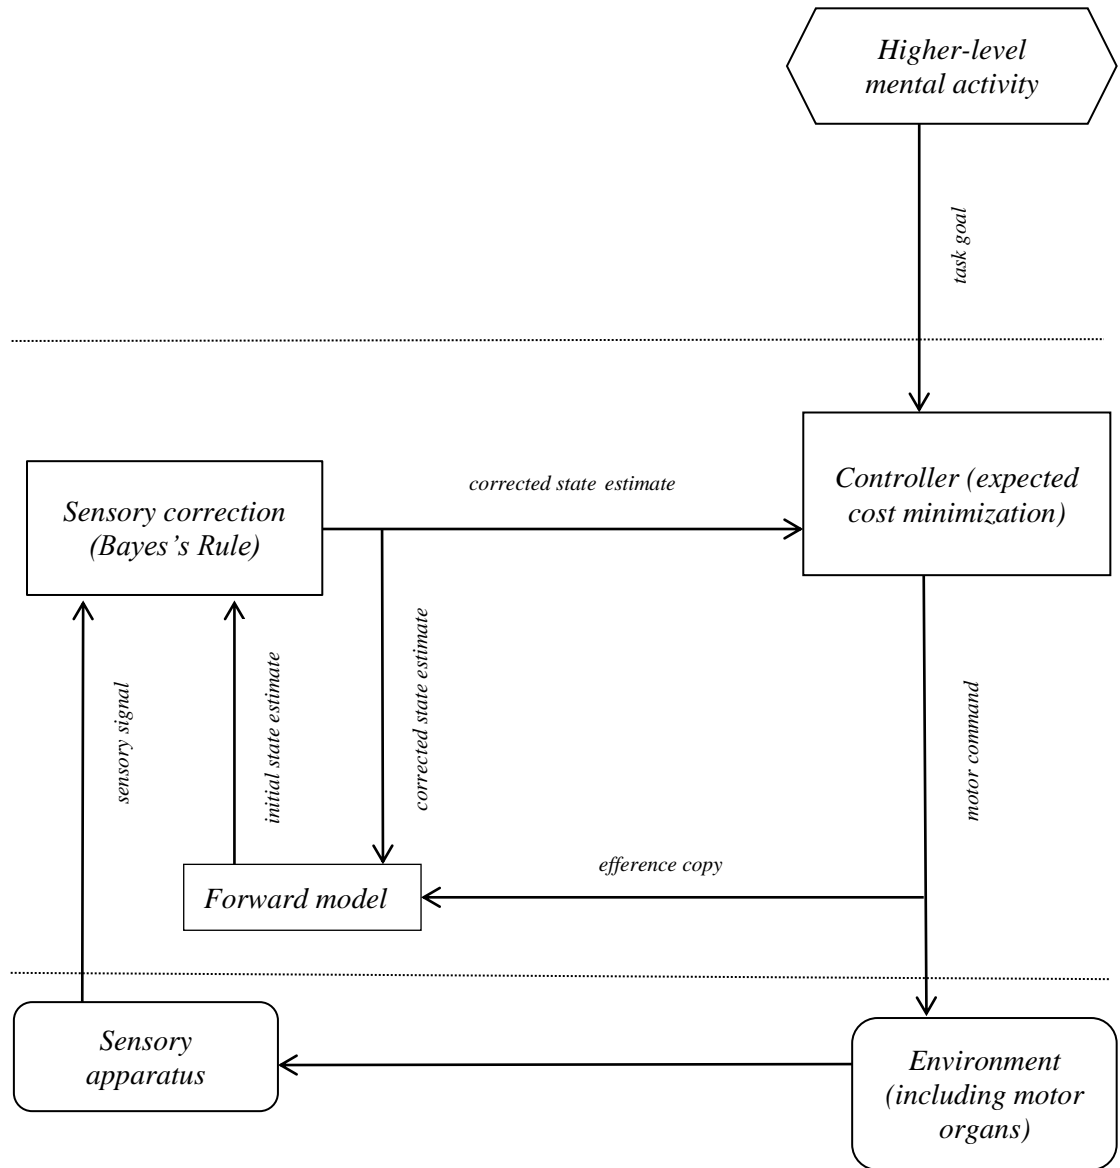 Higher-level
mental activity
task goal
corrected state estimate
Controller (expected
cost minimization)
Sensory correction
(Bayes’s Rule)
sensory signal
initial state estimate
corrected state estimate
motor command
efference copy
Forward model
Sensory
apparatus
Environment
(including motor
organs)